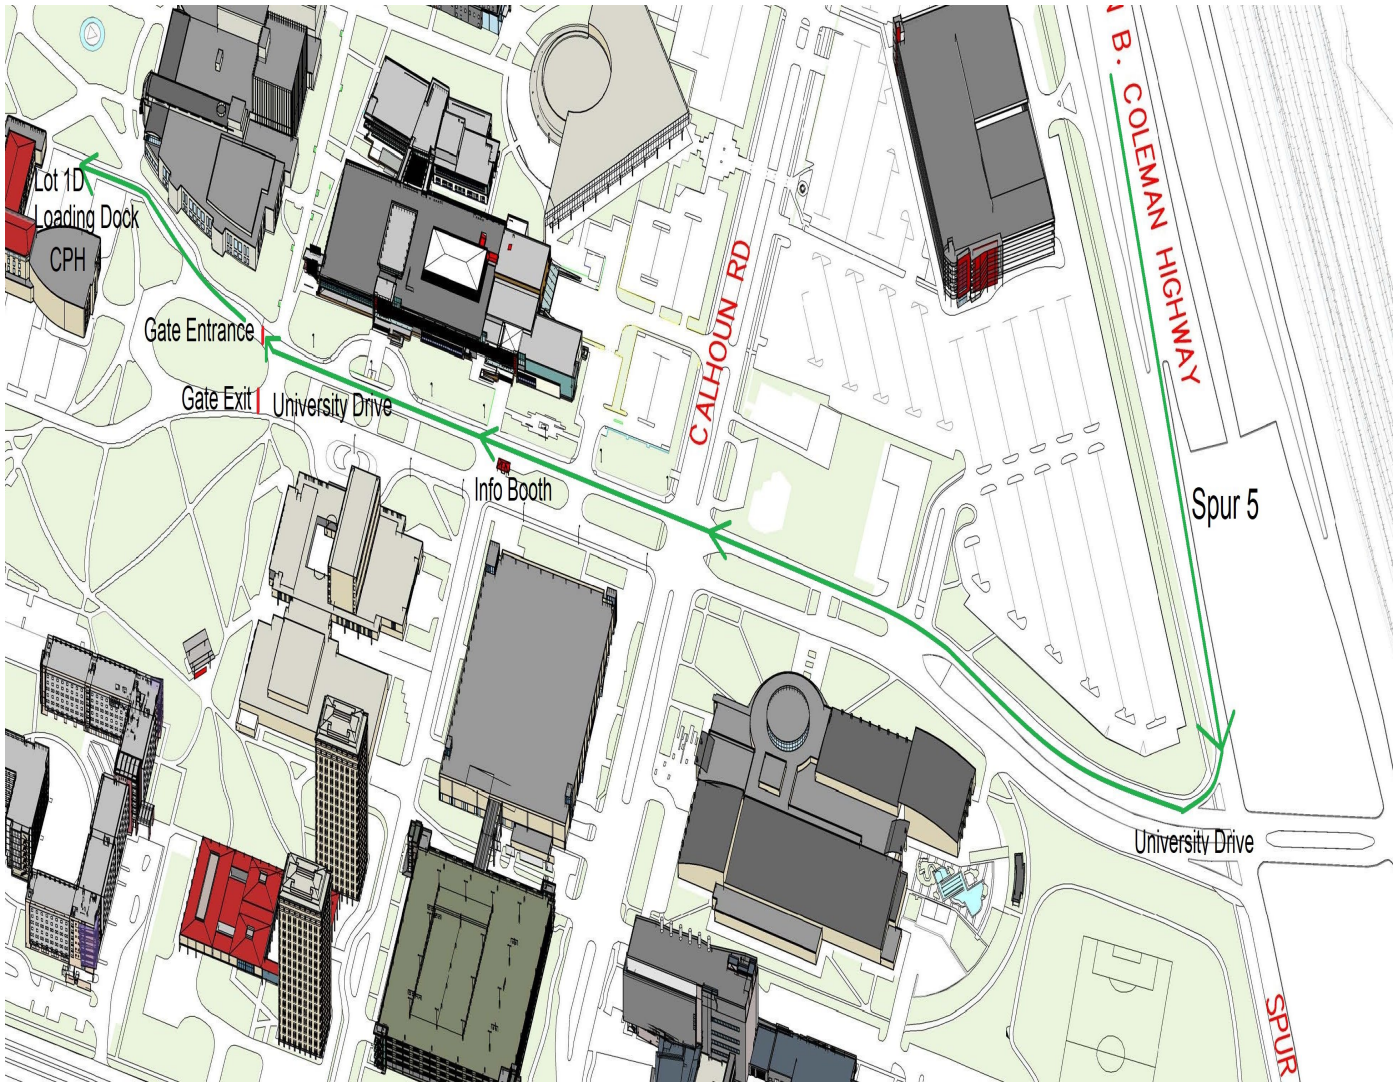 N B. COLEMAN HIGHWAY
Lot 1D
Loading Dock
CPH
CALHOUN RD
Gate Entrance
Gate Exit
University Drive
Info Booth
Spur 5
University Drive
SPUR